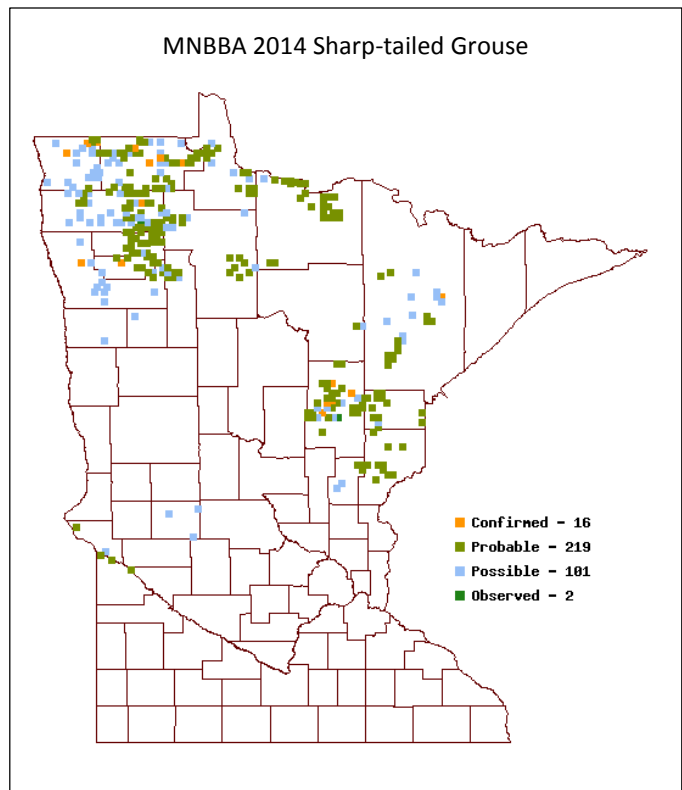 MNBBA 2014 Sharp-tailed Grouse
Confirmed - 16
Probable - 219
Possible - 101
Observed - 2